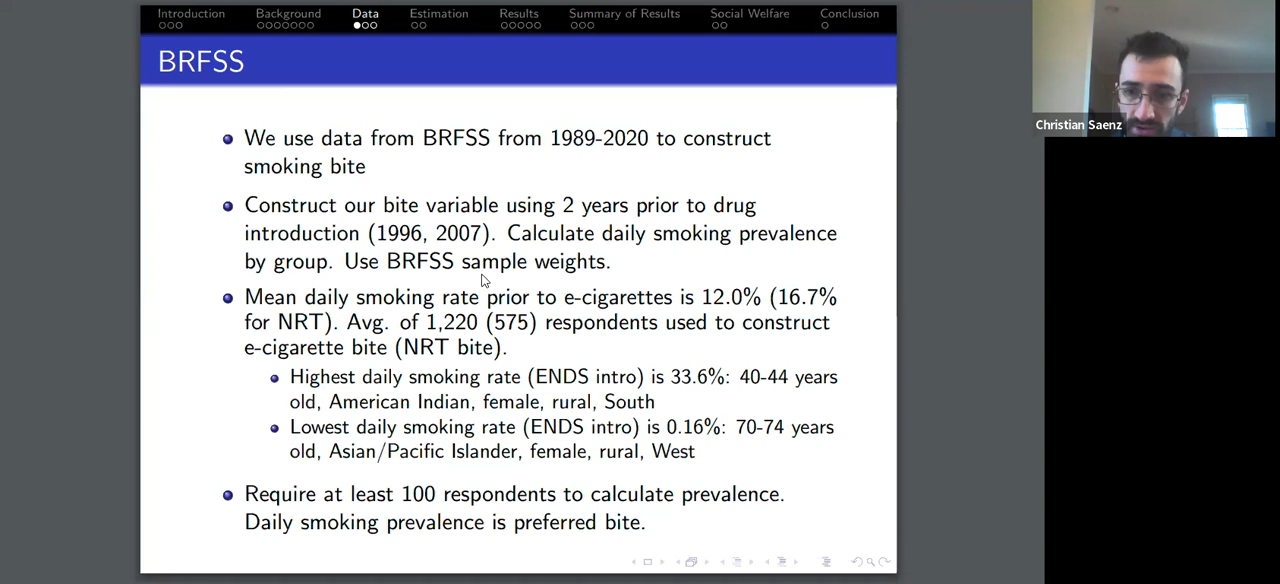 Introduction Background Data Estimation Results Summary of Results Social Welfare Conclusion
BRFSS
We use data from BRFSS from 1989-2020 to construct
smoking bite
Construct our bite variable using 2 years prior to drug
introduction (1996, 2007). Calculate daily smoking prevalence
by group. Use BRFSS sample weights.
Mean daily smoking rate prior to e-cigarettes is 12.0% (16.7%
for NRT). Avg. of 1,220 (575) respondents used to construct
e-cigarette bite (NRT bite).
Highest daily smoking rate (ENDS intro) is 33.6%: 40-44 years
old, American Indian, female, rural, South
Lowest daily smoking rate (ENDS intro) is 0.16%: 70-74 years
old, Asian/Pacific Islander, female, rural, West
Require at least 100 respondents to calculate prevalence.
Daily smoking prevalence is preferred bite.
Christian Saenz